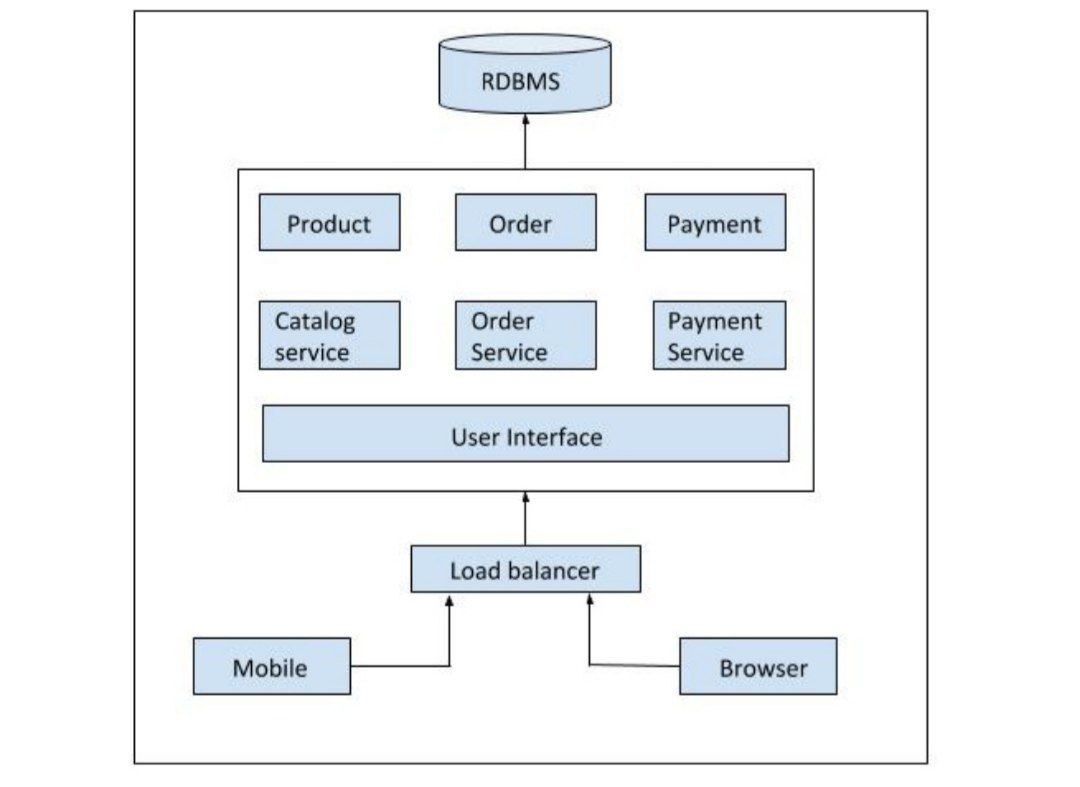 RDBMS
Product
Order
Payment
Catalog
service
Order
Service
Payment
Service
User Interface
Load balancer
Mobile
Browser